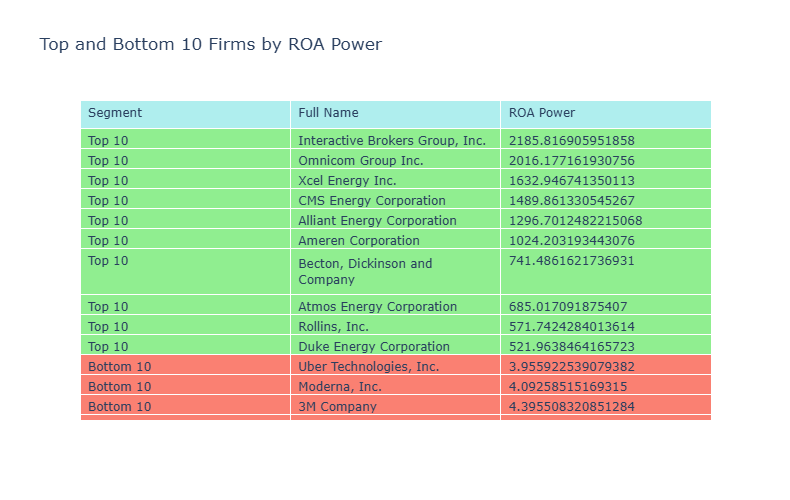 Top and Bottom 10 Firms by ROA Power
Segment Full Name ROA Power
Top 10 Interactive Brokers Group, Inc. 2185.816905951858
Top 10 Omnicom Group Inc. 2016.177161930756
Top 10 Xcel Energy Inc. 1632.946741350113
Top 10 CMS Energy Corporation 1489.861330545267
Top 10 Alliant Energy Corporation 1296.7012482215068
Top 10 Ameren Corporation 1024.203193443076
Top 10 Becton, Dickinson and 741.4861621736931
Company
Top 10 Atmos Energy Corporation 685.017091875407
Top 10 Rollins, Inc. 571.7424284013614
Top 10 Duke Energy Corporation 521.9638464165723
Bottom 10 Uber Technologies, Inc. 3.955922539079382
Bottom 10 Moderna, Inc. 4.09258515169315
Bottom 10 3M Company 4.395508320851284